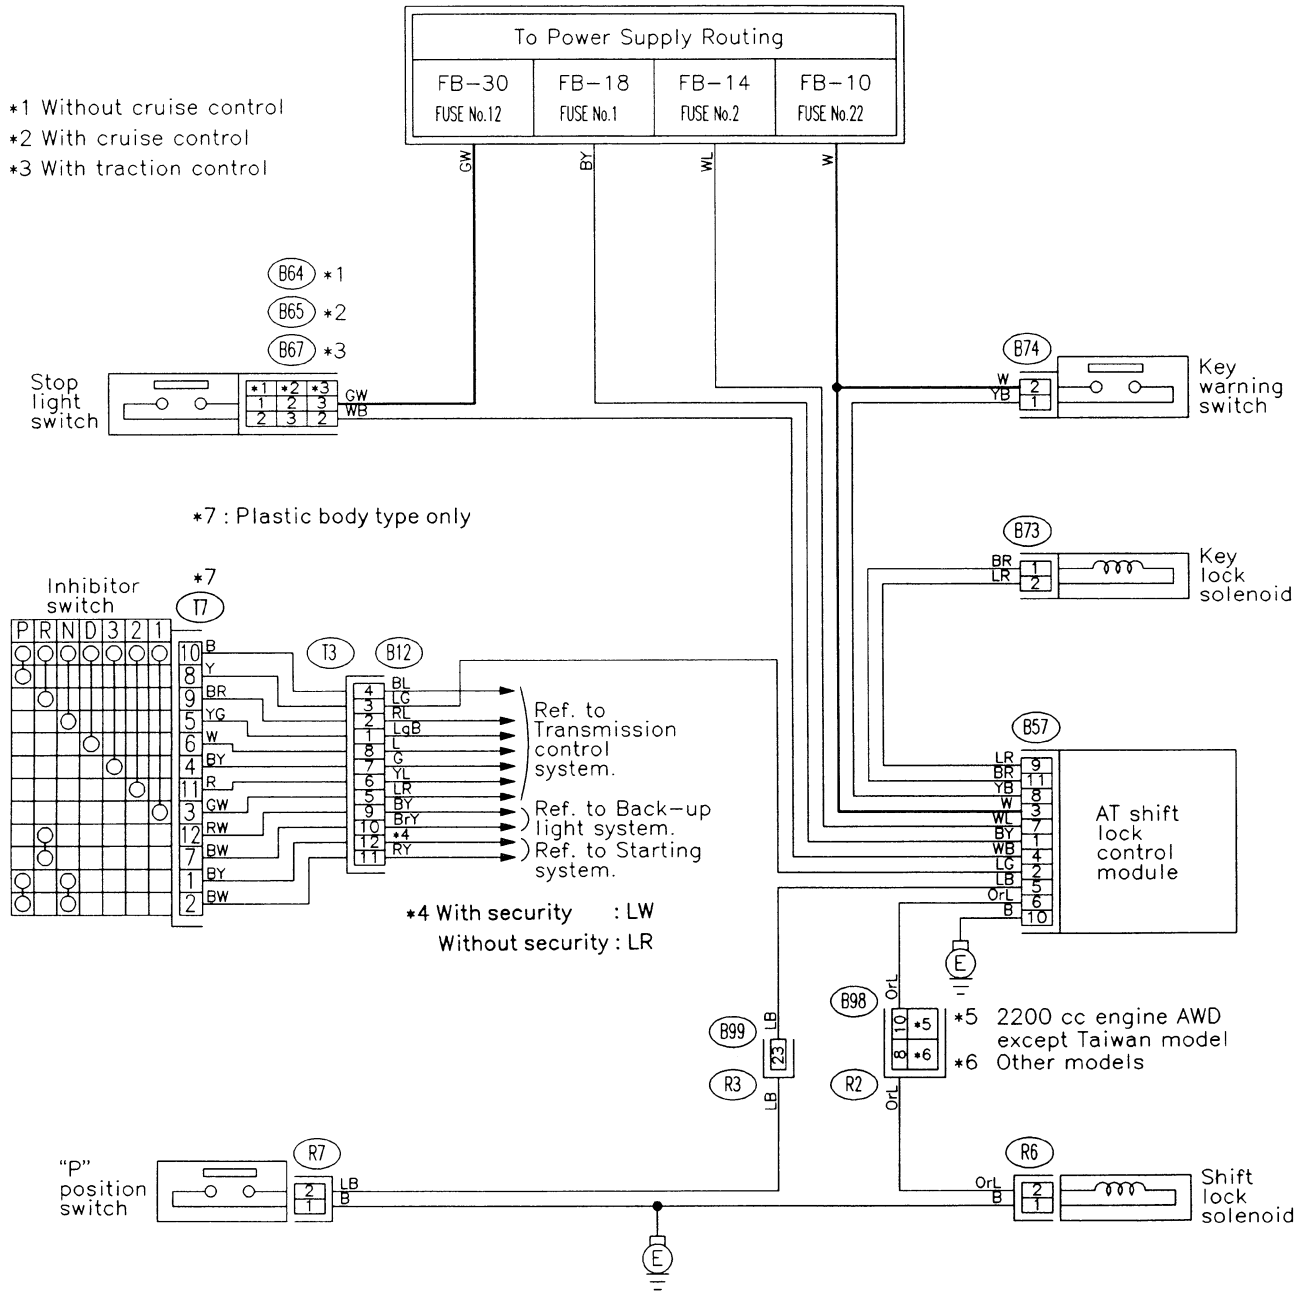 To Power Supply Routing
FB-30 FB-18 FB-14 FB-10
FUSE No.12 FUSE No.1 FUSE No.2 FUSE No.22
GW BY WL W
*1 Without cruise control
*2 With cruise control
*3 With traction control
B64 *1
B65 *2
B67 *3
Stop
light
switch
*1 *2 *3
1 2 3
2 3 2
GW
WB
B74
W 2
YB 1
Key
warning
switch
*7 : Plastic body type only
B73
BR 1
LR 2
Key
lock
solenoid
Inhibitor
switch
*7
T7
P R N D 3 2 1
10 B
8 Y
9 BR
5 YG
6 W
4 BY
11 R
3 GW
12 RW
7 BW
1 BY
2 BW
T3 B12
4 BL
3 LG
2 RL
1 LgB
8 L
7 G
6 YL
5 LR
9 BY
10 BrY
12 *4
11 RY
Ref. to
Transmission
control
system.
Ref. to Back-up
light system.
Ref. to Starting
system.
*4 With security : LW
Without security : LR
B57
LR 9
BR 11
YB 8
W 3
WL 7
BY 1
WB 4
LG 2
LB 5
OrL 6
B 10
AT shift
lock
control
module
E
B99
LB
23
R3
LB
B98
OrL
10 *5
8 *6
R2
OrL
*5 2200 cc engine AWD
except Taiwan model
*6 Other models
"P"
position
switch
R7
2 LB
1 B
E
R6
OrL 2
B 1
Shift
lock
solenoid